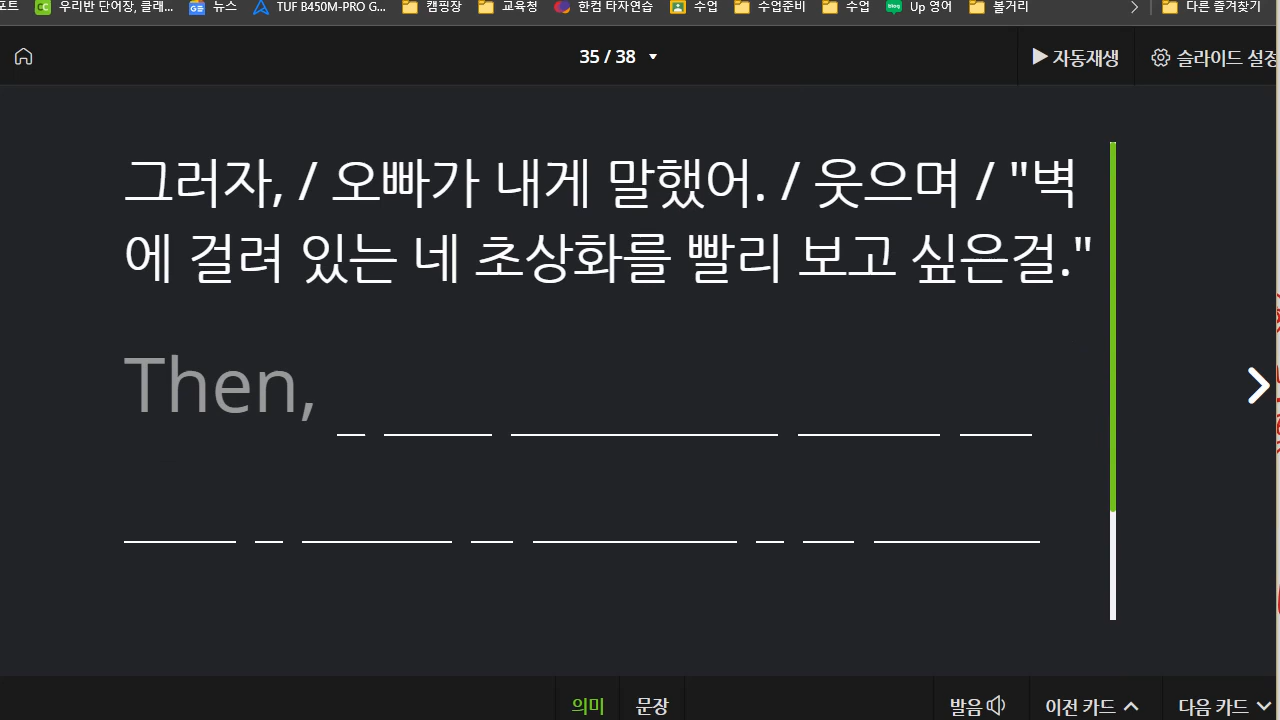 포트 CC 우리반 단어장, 클래... GE 뉴스 TUF B450M-PRO G... 캠핑장 교육청 한컴 타자연습 수업 수업준비 수업 blog Up 영어 볼거리 다른 즐겨찾기
35 / 38 자동재생 슬라이드 설정
그러자, / 오빠가 내게 말했어. / 웃으며 / "벽
에 걸려 있는 네 초상화를 빨리 보고 싶은걸."
Then,
의미 문장 발음 이전 카드 다음 카드